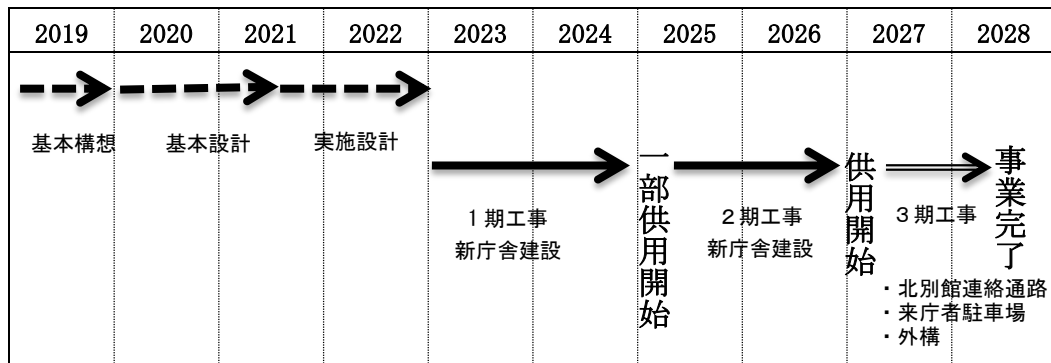 2019 2020 2021 2022 2023 2024 2025 2026 2027 2028
基本構想
基本設計
実施設計
１期工事
新庁舎建設
一部供用開始
２期工事
新庁舎建設
供用開始
３期工事
事業完了
・北別館連絡通路
・来庁者駐車場
・外構